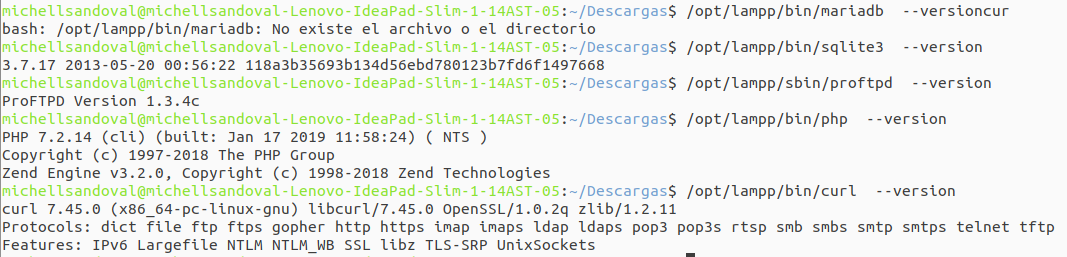 michellsandoval@michellsandoval-Lenovo-IdeaPad-Slim-1-14AST-05:~/Descargas$ /opt/lampp/bin/mariadb  --versioncur
bash: /opt/lampp/bin/mariadb: No existe el archivo o el directorio
michellsandoval@michellsandoval-Lenovo-IdeaPad-Slim-1-14AST-05:~/Descargas$ /opt/lampp/bin/sqlite3  --version
3.7.17 2013-05-20 00:56:22 118a3b35693b134d56ebd780123b7fd6f1497668
michellsandoval@michellsandoval-Lenovo-IdeaPad-Slim-1-14AST-05:~/Descargas$ /opt/lampp/sbin/proftpd  --version
ProFTPD Version 1.3.4c
michellsandoval@michellsandoval-Lenovo-IdeaPad-Slim-1-14AST-05:~/Descargas$ /opt/lampp/bin/php  --version
PHP 7.2.14 (cli) (built: Jan 17 2019 11:58:24) ( NTS )
Copyright (c) 1997-2018 The PHP Group
Zend Engine v3.2.0, Copyright (c) 1998-2018 Zend Technologies
michellsandoval@michellsandoval-Lenovo-IdeaPad-Slim-1-14AST-05:~/Descargas$ /opt/lampp/bin/curl  --version
curl 7.45.0 (x86_64-pc-linux-gnu) libcurl/7.45.0 OpenSSL/1.0.2q zlib/1.2.11
Protocols: dict file ftp ftps gopher http https imap imaps ldap ldaps pop3 pop3s rtsp smb smbs smtp smtps telnet tftp
Features: IPv6 Largefile NTLM NTLM_WB SSL libz TLS-SRP UnixSockets